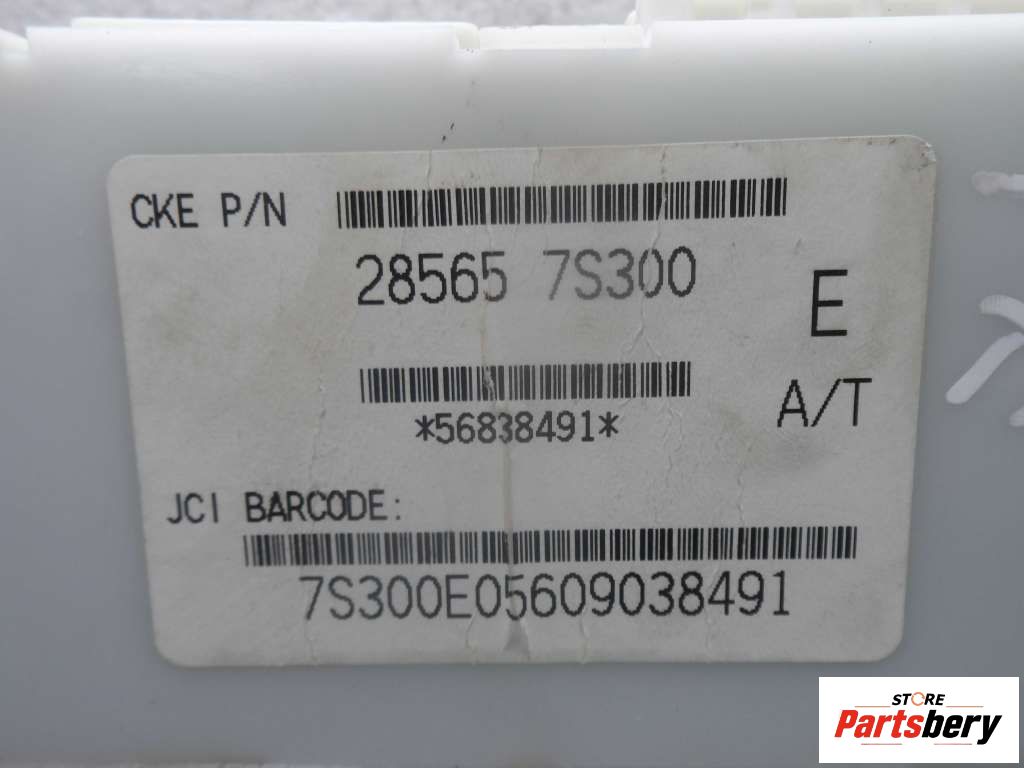 CKE P/N
28565 7S300
E
*56838491*
A/T
JCI BARCODE:
7S300E05609038491
STORE
Partsbery